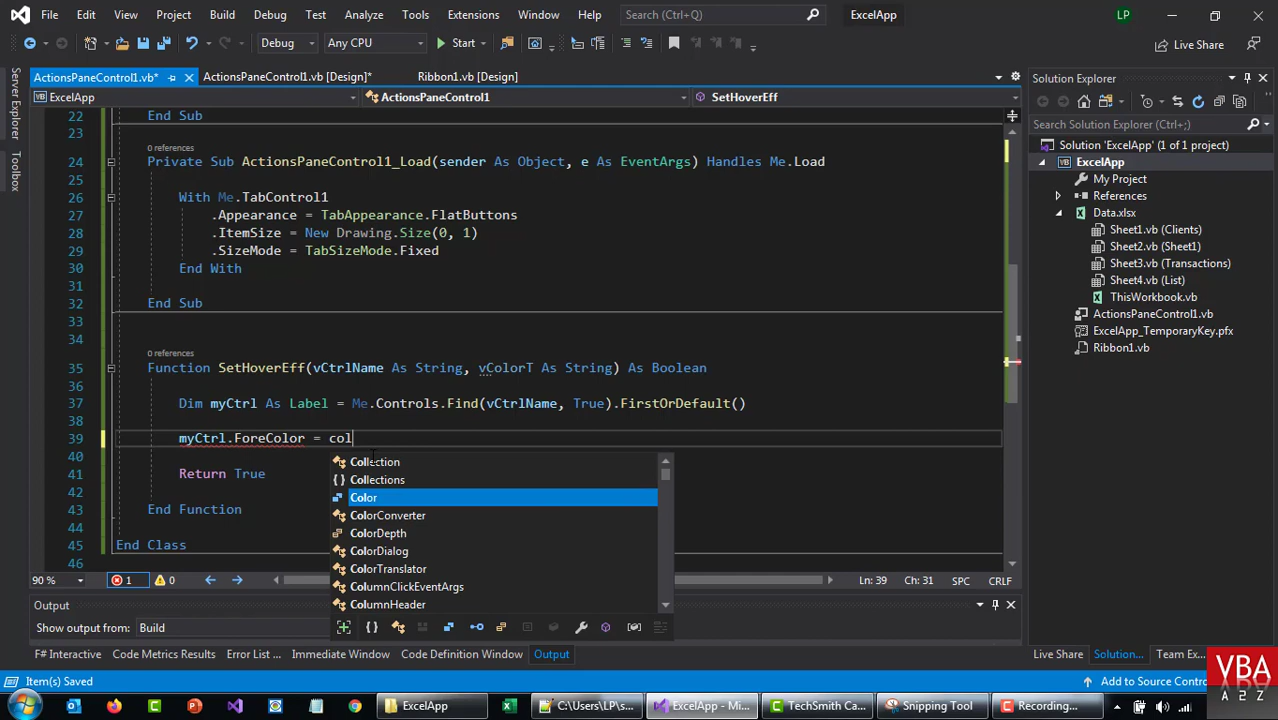 File Edit View Project Build Debug Test Analyze Tools Extensions Window Help Search (Ctrl+Q) ExcelApp LP
Debug Any CPU Start Live Share
ActionsPaneControl1.vb* ActionsPaneControl1.vb [Design]* Ribbon1.vb [Design]
ExcelApp ActionsPaneControl1 SetHoverEff
Server Explorer
Toolbox
22 End Sub
23
0 references
24 Private Sub ActionsPaneControl1_Load(sender As Object, e As EventArgs) Handles Me.Load
25
26 With Me.TabControl1
27 .Appearance = TabAppearance.FlatButtons
28 .ItemSize = New Drawing.Size(0, 1)
29 .SizeMode = TabSizeMode.Fixed
30 End With
31
32 End Sub
33
34
0 references
35 Function SetHoverEff(vCtrlName As String, vColorT As String) As Boolean
36
37 Dim myCtrl As Label = Me.Controls.Find(vCtrlName, True).FirstOrDefault()
38
39 myCtrl.ForeColor = col
40
41 Return True
42
43 End Function
44
45 End Class
46
Collection
Collections
Color
ColorConverter
ColorDepth
ColorDialog
ColorTranslator
ColumnClickEventArgs
ColumnHeader
90 % 1 0 Ln: 39 Ch: 31 SPC CRLF
Output
Show output from: Build
F# Interactive Code Metrics Results Error List ... Immediate Window Code Definition Window Output
Solution Explorer
Search Solution Explorer (Ctrl+;)
Solution 'ExcelApp' (1 of 1 project)
ExcelApp
My Project
References
Data.xlsx
Sheet1.vb (Clients)
Sheet2.vb (Sheet1)
Sheet3.vb (Transactions)
Sheet4.vb (List)
ThisWorkbook.vb
ActionsPaneControl1.vb
ExcelApp_TemporaryKey.pfx
Ribbon1.vb
Live Share Solution... Team Ex...
Item(s) Saved Add to Source Contro
ExcelApp C:\Users\LP\s... ExcelApp - Mi... TechSmith Ca... Snipping Tool Recording...
VBA
A2Z